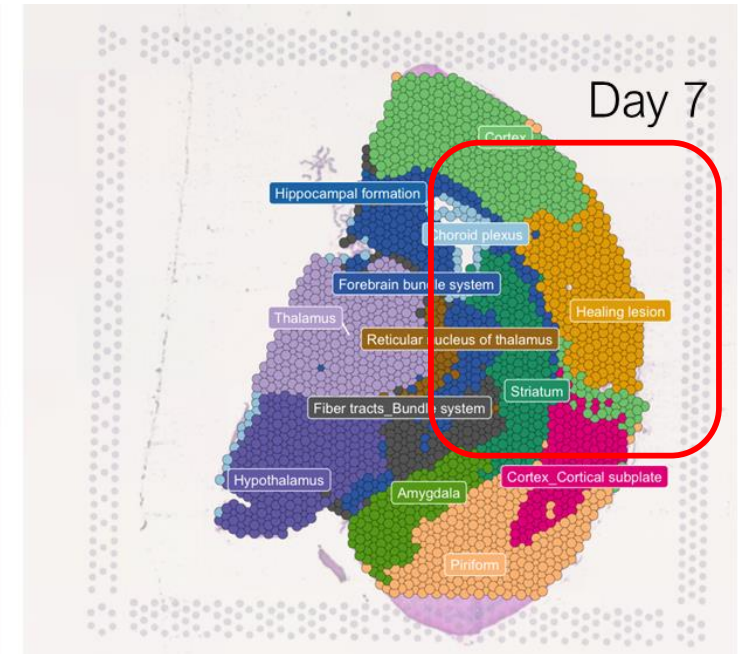 Day 7
Cortex
Hippocampal formation
Choroid plexus
Forebrain bundle system
Healing lesion
Thalamus
Reticular nucleus of thalamus
Striatum
Fiber tracts_Bundle system
Hypothalamus
Cortex_Cortical subplate
Amygdala
Piriform